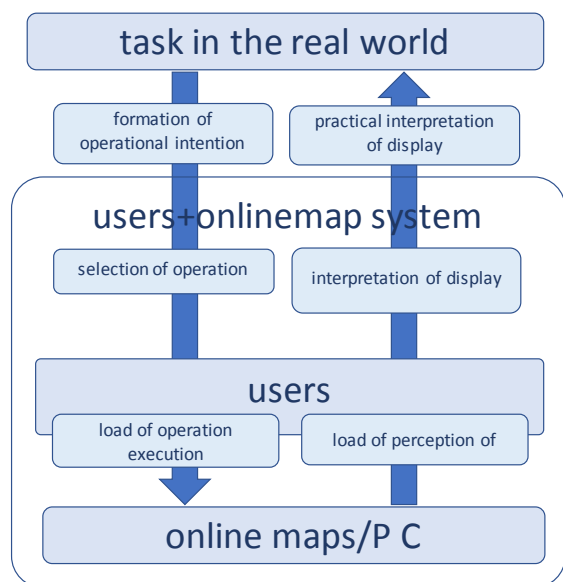 task in the real world
formation of
operational intention
practical interpretation
of display
users+onlinemap system
selection of operation
interpretation of display
users
load of operation
execution
load of perception of
online maps/P C